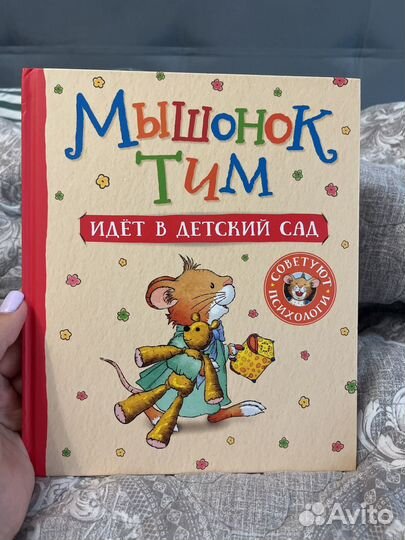 Мышонок
Тим
ИДЁТ В ДЕТСКИЙ САД
СОВЕТУЮТ
ПСИХОЛОГИ
Avito